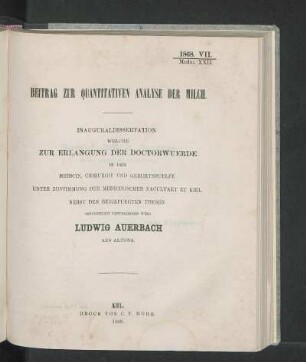 1868. VII.
Medic. XXII.
BEITRAG ZUR QUANTITATIVEN ANALYSE DER MILCH.
INAUGURALDISSERTATION
WELCHE
ZUR ERLANGUNG DER DOCTORWUERDE
IN DER
MEDICIN, CHIRURGIE UND GEBURTSHUELFE
UNTER ZUSTIMMUNG DER MEDICINISCHEN FACULTAET ZU KIEL
NEBST DEN BEIGEFUEGTEN THESEN
OEFFENTLICH VERTHEIDIGEN WIRD
LUDWIG AUERBACH
AUS ALTONA.
KIEL.
DRUCK VON C. F. MOHR.
1868.